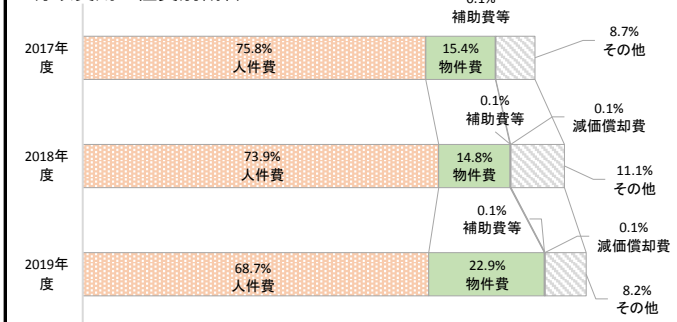 0.1%
補助費等
8.7%
その他
2017年
度
75.8%
人件費
15.4%
物件費
0.1%
補助費等
0.1%
減価償却費
2018年
度
73.9%
人件費
14.8%
物件費
11.1%
その他
0.1%
補助費等
0.1%
減価償却費
2019年
度
68.7%
人件費
22.9%
物件費
8.2%
その他